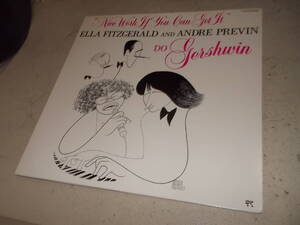 "Nice Work If You Can Get It"
ELLA FITZGERALD AND ANDRE PREVIN
DO Gershwin